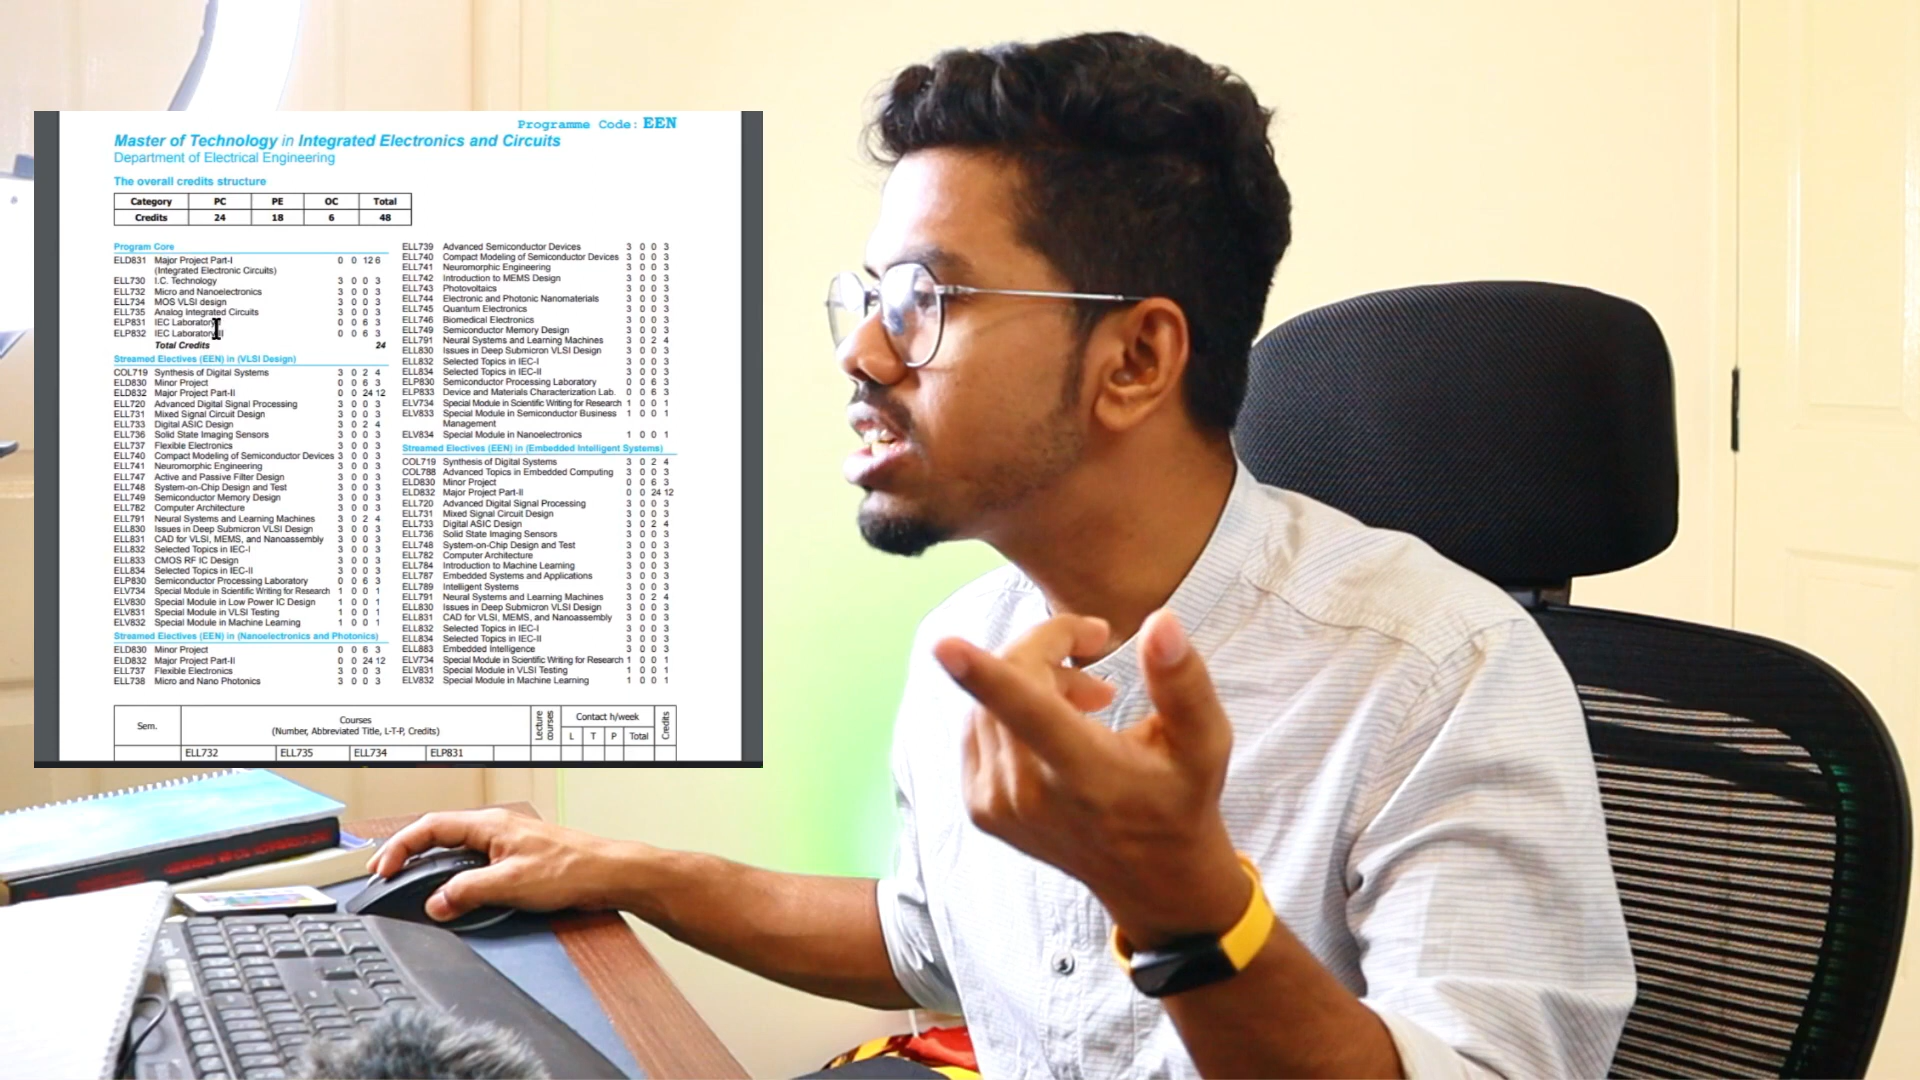 Programme Code: EEN
Master of Technology in Integrated Electronics and Circuits
Department of Electrical Engineering
The overall credits structure
Category PC PE OC Total
Credits 24 18 6 48
Program Core
ELD831 Major Project Part-I 0 0 12 6
(Integrated Electronic Circuits)
ELL730 I.C. Technology 3 0 0 3
ELL732 Micro and Nanoelectronics 3 0 0 3
ELL734 MOS VLSI design 3 0 0 3
ELL735 Analog Integrated Circuits 3 0 0 3
ELP831 IEC Laboratory-I 0 0 6 3
ELP832 IEC Laboratory-II 0 0 6 3
Total Credits 24
Streamed Electives (EEN) in (VLSI Design)
COL719 Synthesis of Digital Systems 3 0 2 4
ELD830 Minor Project 0 0 6 3
ELD832 Major Project Part-II 0 0 24 12
ELL720 Advanced Digital Signal Processing 3 0 0 3
ELL731 Mixed Signal Circuit Design 3 0 0 3
ELL733 Digital ASIC Design 3 0 2 4
ELL736 Solid State Imaging Sensors 3 0 0 3
ELL737 Flexible Electronics 3 0 0 3
ELL740 Compact Modeling of Semiconductor Devices 3 0 0 3
ELL741 Neuromorphic Engineering 3 0 0 3
ELL747 Active and Passive Filter Design 3 0 0 3
ELL748 System-on-Chip Design and Test 3 0 0 3
ELL749 Semiconductor Memory Design 3 0 0 3
ELL782 Computer Architecture 3 0 0 3
ELL791 Neural Systems and Learning Machines 3 0 2 4
ELL830 Issues in Deep Submicron VLSI Design 3 0 0 3
ELL831 CAD for VLSI, MEMS, and Nanoassembly 3 0 0 3
ELL832 Selected Topics in IEC-I 3 0 0 3
ELL833 CMOS RF IC Design 3 0 0 3
ELL834 Selected Topics in IEC-II 3 0 0 3
ELP830 Semiconductor Processing Laboratory 0 0 6 3
ELV734 Special Module in Scientific Writing for Research 1 0 0 1
ELV830 Special Module in Low Power IC Design 1 0 0 1
ELV831 Special Module in VLSI Testing 1 0 0 1
ELV832 Special Module in Machine Learning 1 0 0 1
Streamed Electives (EEN) in (Nanoelectronics and Photonics)
ELD830 Minor Project 0 0 6 3
ELD832 Major Project Part-II 0 0 24 12
ELL737 Flexible Electronics 3 0 0 3
ELL738 Micro and Nano Photonics 3 0 0 3
ELL739 Advanced Semiconductor Devices 3 0 0 3
ELL740 Compact Modeling of Semiconductor Devices 3 0 0 3
ELL741 Neuromorphic Engineering 3 0 0 3
ELL742 Introduction to MEMS Design 3 0 0 3
ELL743 Photovoltaics 3 0 0 3
ELL744 Electronic and Photonic Nanomaterials 3 0 0 3
ELL745 Quantum Electronics 3 0 0 3
ELL746 Biomedical Electronics 3 0 0 3
ELL749 Semiconductor Memory Design 3 0 0 3
ELL791 Neural Systems and Learning Machines 3 0 2 4
ELL830 Issues in Deep Submicron VLSI Design 3 0 0 3
ELL832 Selected Topics in IEC-I 3 0 0 3
ELL834 Selected Topics in IEC-II 3 0 0 3
ELP830 Semiconductor Processing Laboratory 0 0 6 3
ELP833 Device and Materials Characterization Lab. 0 0 6 3
ELV734 Special Module in Scientific Writing for Research 1 0 0 1
ELV833 Special Module in Semiconductor Business 1 0 0 1
Management
ELV834 Special Module in Nanoelectronics 1 0 0 1
Streamed Electives (EEN) in (Embedded Intelligent Systems)
COL719 Synthesis of Digital Systems 3 0 2 4
COL788 Advanced Topics in Embedded Computing 3 0 0 3
ELD830 Minor Project 0 0 6 3
ELD832 Major Project Part-II 0 0 24 12
ELL720 Advanced Digital Signal Processing 3 0 0 3
ELL731 Mixed Signal Circuit Design 3 0 0 3
ELL733 Digital ASIC Design 3 0 2 4
ELL736 Solid State Imaging Sensors 3 0 0 3
ELL748 System-on-Chip Design and Test 3 0 0 3
ELL782 Computer Architecture 3 0 0 3
ELL784 Introduction to Machine Learning 3 0 0 3
ELL787 Embedded Systems and Applications 3 0 0 3
ELL789 Intelligent Systems 3 0 0 3
ELL791 Neural Systems and Learning Machines 3 0 2 4
ELL830 Issues in Deep Submicron VLSI Design 3 0 0 3
ELL831 CAD for VLSI, MEMS, and Nanoassembly 3 0 0 3
ELL832 Selected Topics in IEC-I 3 0 0 3
ELL834 Selected Topics in IEC-II 3 0 0 3
ELL883 Embedded Intelligence 3 0 0 3
ELV734 Special Module in Scientific Writing for Research 1 0 0 1
ELV831 Special Module in VLSI Testing 1 0 0 1
ELV832 Special Module in Machine Learning 1 0 0 1
Sem. Courses
(Number, Abbreviated Title, L-T-P, Credits)
Lecture courses
Contact h/week
L T P Total
Credits
ELL732 ELL735 ELL734 ELP831